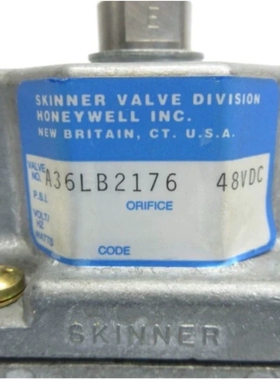 SKINNER VALVE DIVISION
HONEYWELL INC.
NEW BRITAIN, CT. U.S.A.
VALVE NO. A36LB2176 48VDC
P.S.I. ORIFICE
VOLT/
HZ
WATTS CODE
SKINNER